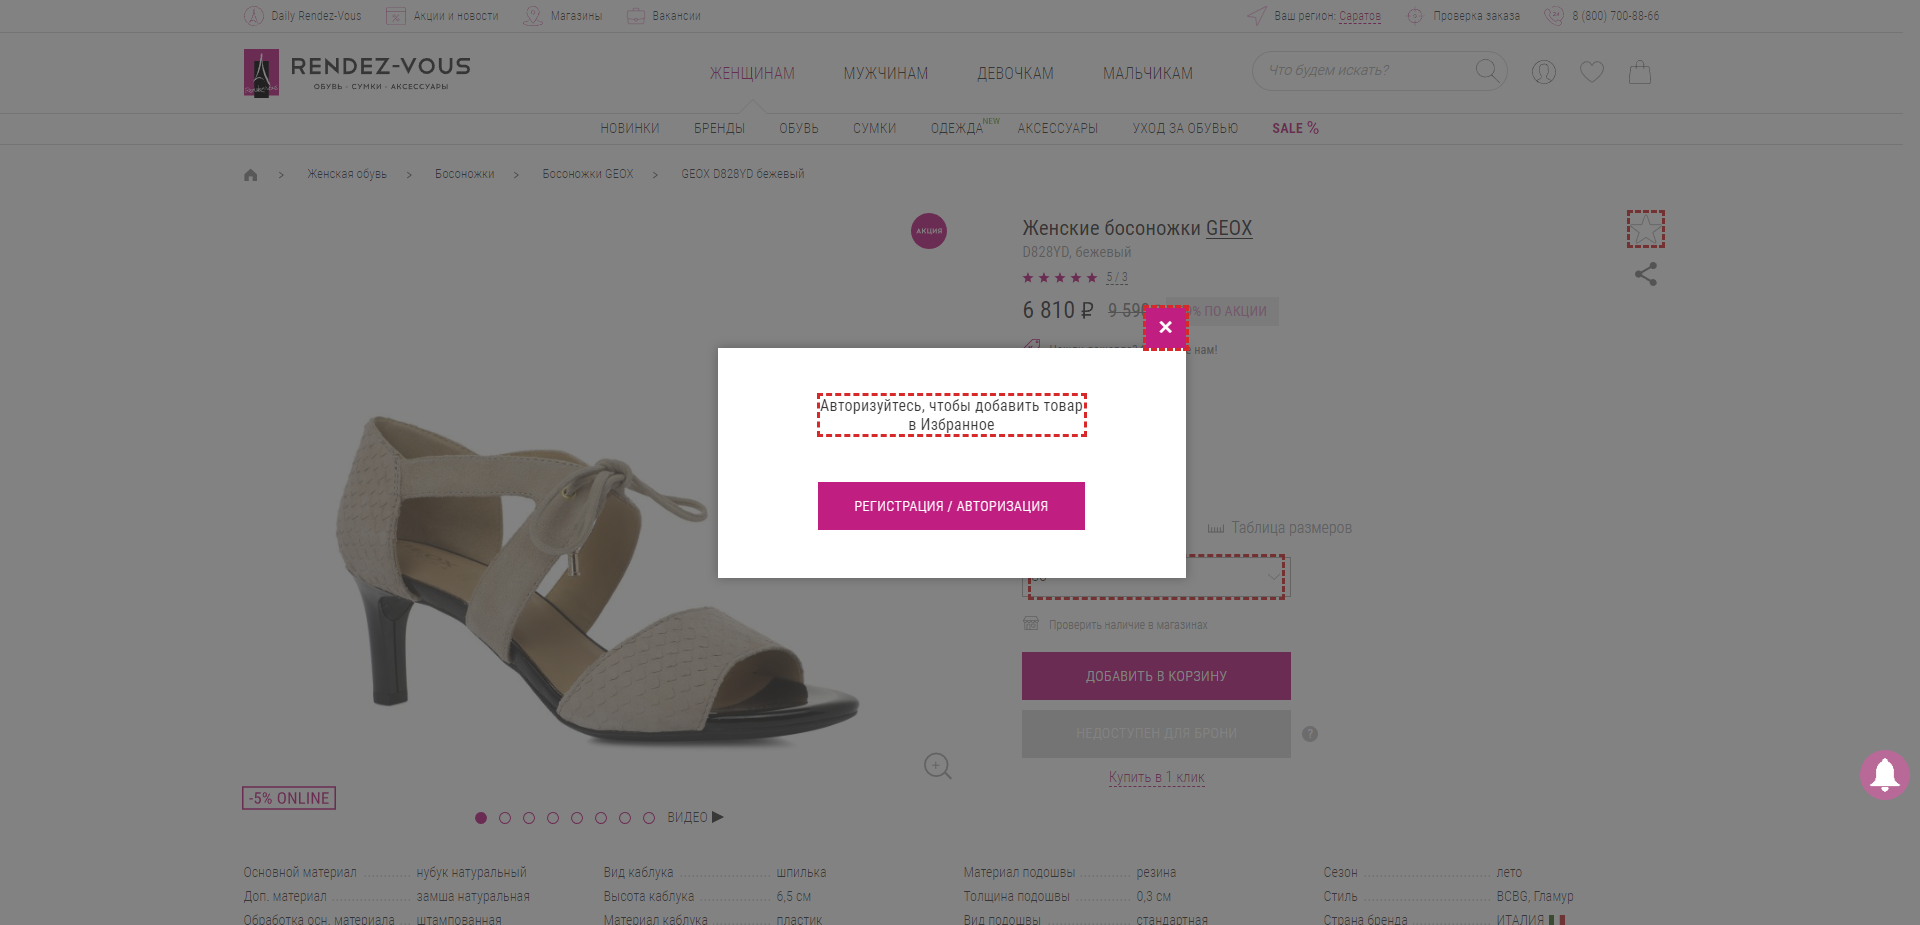 Daily Rendez-Vous
Акции и новости
Магазины
Вакансии
Ваш регион: Саратов
Проверка заказа
8 (800) 700-88-66
RENDEZ-VOUS
ОБУВЬ · СУМКИ · АКСЕССУАРЫ
ЖЕНЩИНАМ
МУЖЧИНАМ
ДЕВОЧКАМ
МАЛЬЧИКАМ
Что будем искать?
НОВИНКИ
БРЕНДЫ
ОБУВЬ
СУМКИ
ОДЕЖДА NEW
АКСЕССУАРЫ
УХОД ЗА ОБУВЬЮ
SALE %
> Женская обувь > Босоножки > Босоножки GEOX > GEOX D828YD бежевый
АКЦИЯ
Женские босоножки GEOX
D828YD, бежевый
5 / 3
6 810 ₽
% ПО АКЦИИ
нам!
Авторизуйтесь, чтобы добавить товар
в Избранное
РЕГИСТРАЦИЯ / АВТОРИЗАЦИЯ
Таблица размеров
Проверить наличие в магазинах
ДОБАВИТЬ В КОРЗИНУ
НЕДОСТУПЕН ДЛЯ БРОНИ
?
Купить в 1 клик
-5% ONLINE
ВИДЕО
Основной материал нубук натуральный
Вид каблука шпилька
Материал подошвы резина
Сезон лето
Доп. материал замша натуральная
Высота каблука 6,5 см
Толщина подошвы 0,3 см
Стиль BCBG, Гламур
Обработка осн. материала штампованная
Материал каблука пластик
Вид подошвы стандартная
Страна бренда ИТАЛИЯ